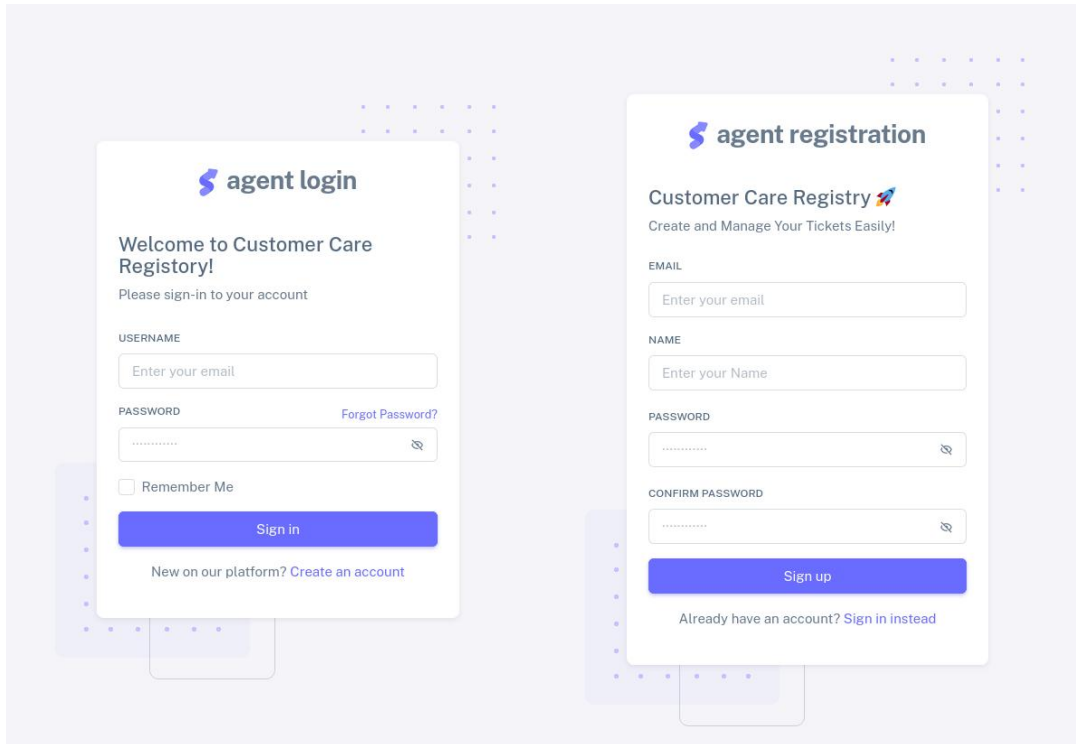 agent login
Welcome to Customer Care
Registory!
Please sign-in to your account
USERNAME
Enter your email
PASSWORD
Forgot Password?
············
Remember Me
Sign in
New on our platform? Create an account
agent registration
Customer Care Registry 🚀
Create and Manage Your Tickets Easily!
EMAIL
Enter your email
NAME
Enter your Name
PASSWORD
············
CONFIRM PASSWORD
············
Sign up
Already have an account? Sign in instead